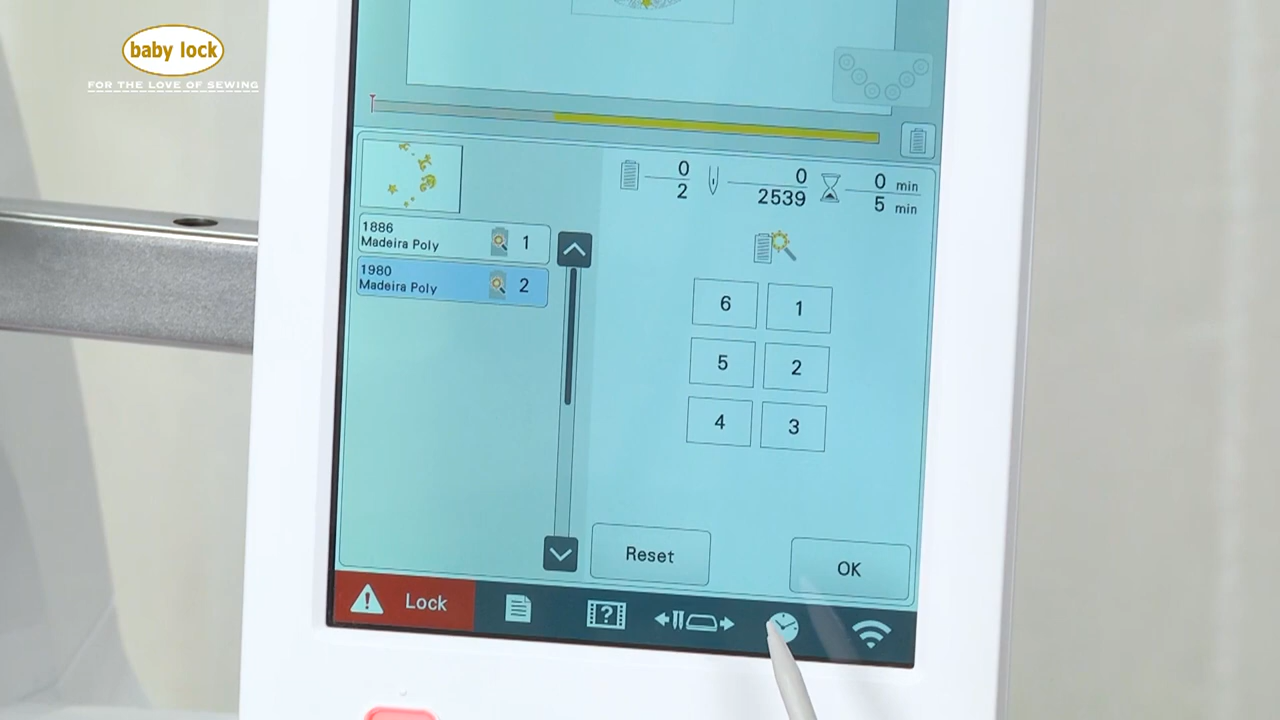 baby lock
FOR THE LOVE OF SEWING
0
2
0
2539
0 min
5 min
1886
Madeira Poly
1
1980
Madeira Poly
2
6 1
5 2
4 3
Reset
OK
Lock
?